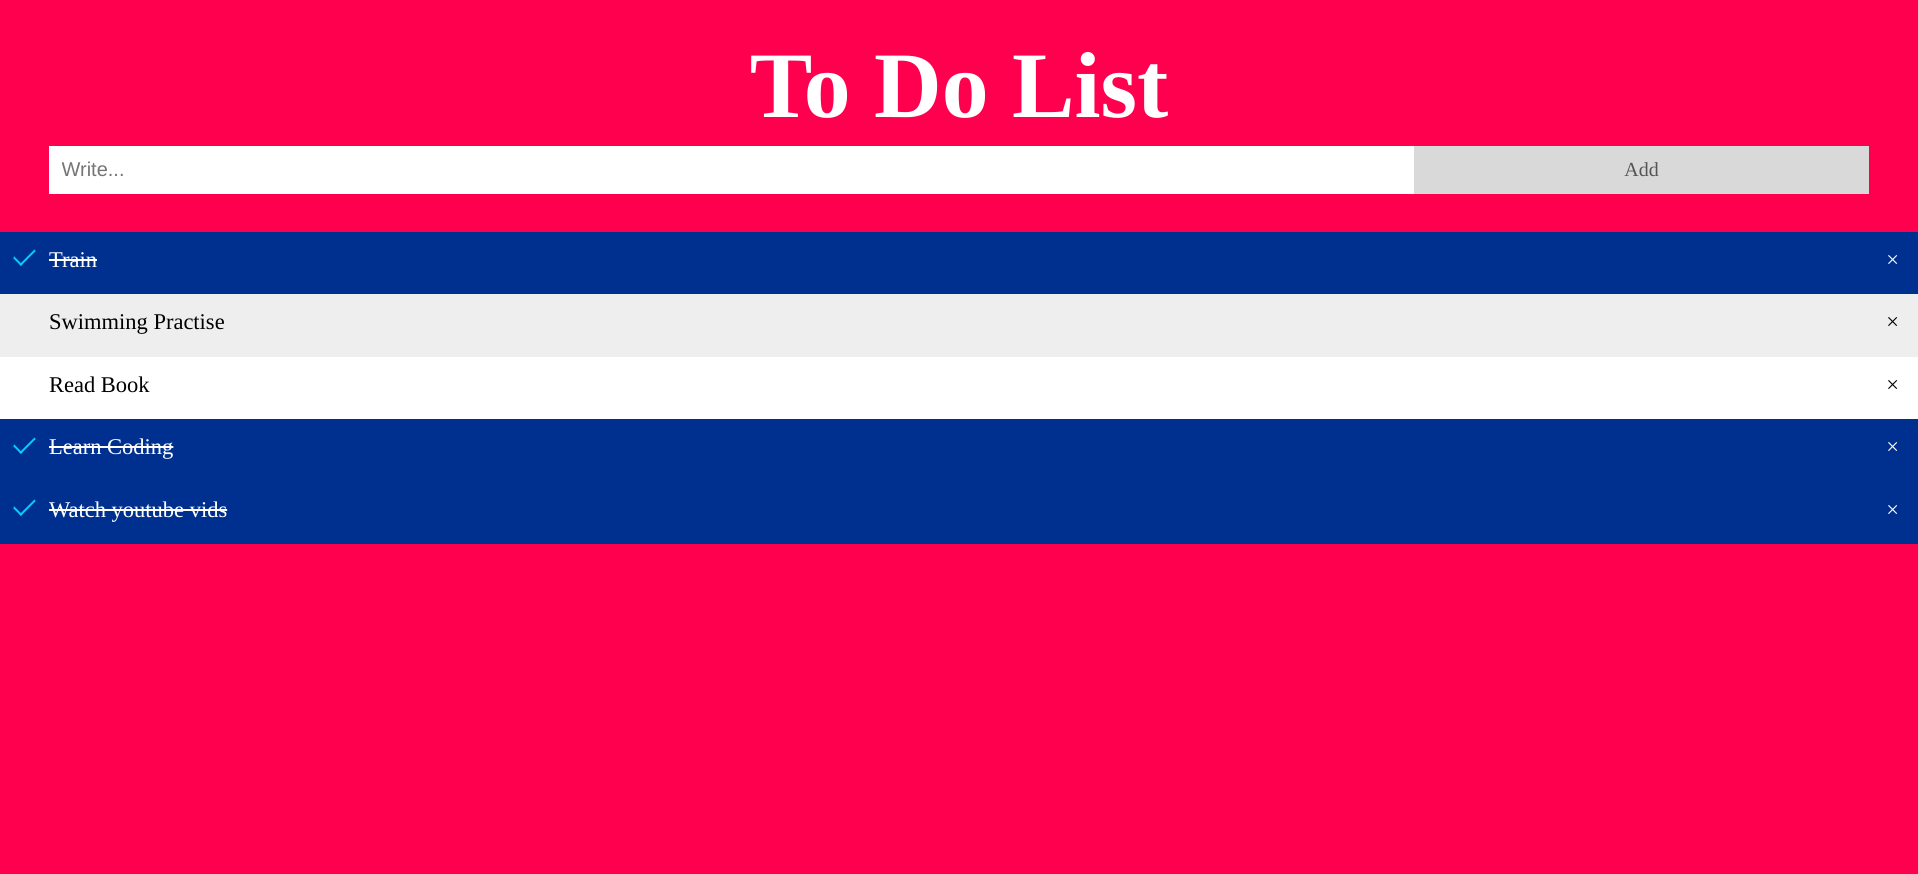 To Do List
Write...
Add
Train ×
Swimming Practise ×
Read Book ×
Learn Coding ×
Watch youtube vids ×